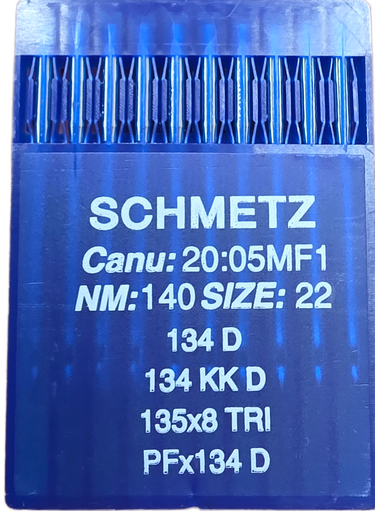 SCHMETZ
Canu: 20:05MF1
NM:140 SIZE: 22
134 D
134 KK D
135x8 TRI
PFx134 D